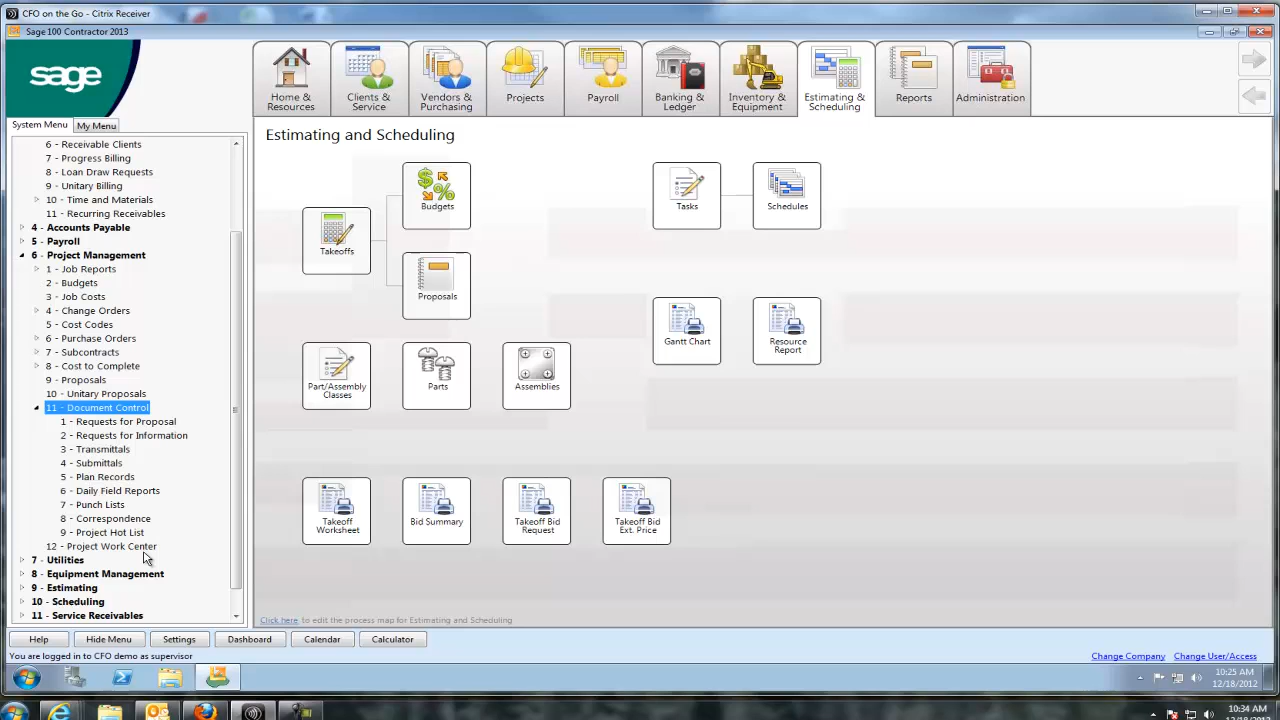 CFO on the Go - Citrix Receiver
Sage 100 Contractor 2013
sage
Home & Resources
Clients & Service
Vendors & Purchasing
Projects
Payroll
Banking & Ledger
Inventory & Equipment
Estimating & Scheduling
Reports
Administration
System Menu
My Menu
6 - Receivable Clients
7 - Progress Billing
8 - Loan Draw Requests
9 - Unitary Billing
10 - Time and Materials
11 - Recurring Receivables
4 - Accounts Payable
5 - Payroll
6 - Project Management
1 - Job Reports
2 - Budgets
3 - Job Costs
4 - Change Orders
5 - Cost Codes
6 - Purchase Orders
7 - Subcontracts
8 - Cost to Complete
9 - Proposals
10 - Unitary Proposals
11 - Document Control
1 - Requests for Proposal
2 - Requests for Information
3 - Transmittals
4 - Submittals
5 - Plan Records
6 - Daily Field Reports
7 - Punch Lists
8 - Correspondence
9 - Project Hot List
12 - Project Work Center
7 - Utilities
8 - Equipment Management
9 - Estimating
10 - Scheduling
11 - Service Receivables
Estimating and Scheduling
Takeoffs
Budgets
Proposals
Tasks
Schedules
Gantt Chart
Resource
Report
Part/Assembly
Classes
Parts
Assemblies
Takeoff
Worksheet
Bid Summary
Takeoff Bid
Request
Takeoff Bid
Ext. Price
Click here to edit the process map for Estimating and Scheduling
Help
Hide Menu
Settings
Dashboard
Calendar
Calculator
You are logged in to CFO demo as supervisor
Change Company
Change User/Access
10:25 AM
12/18/2012
10:34 AM